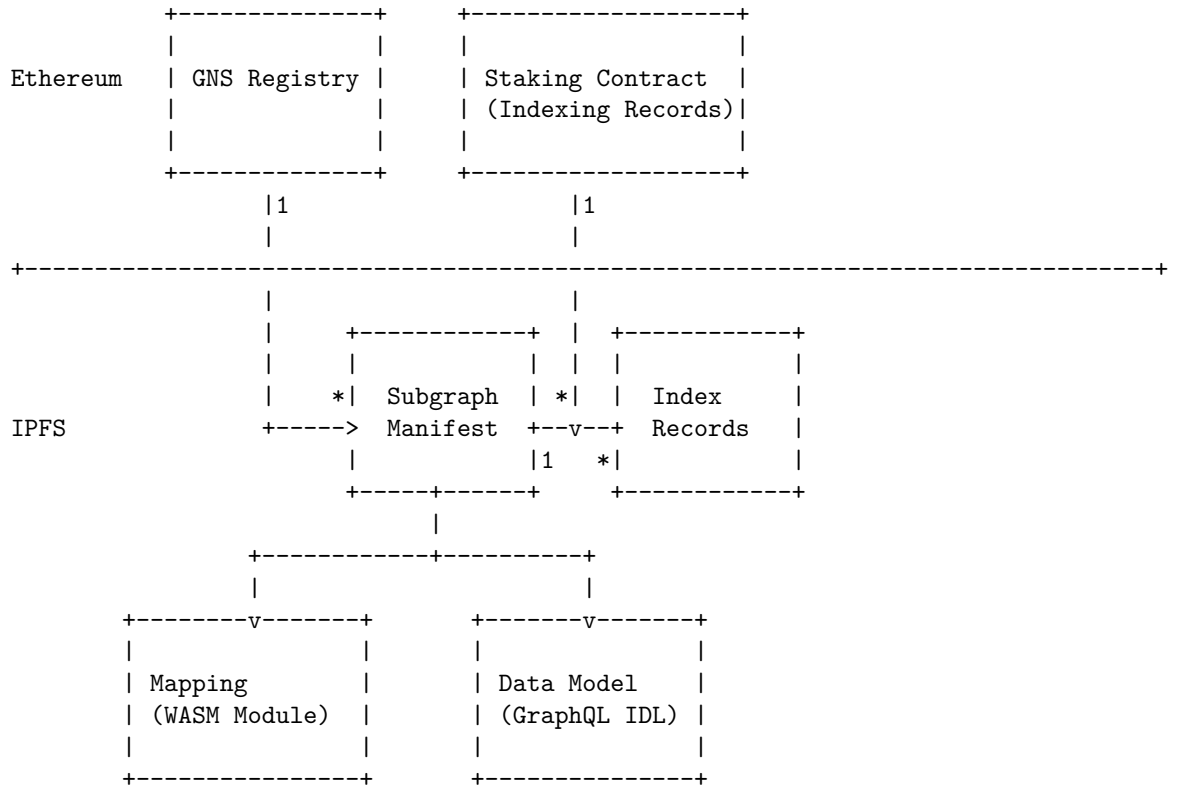 Ethereum
GNS Registry
Staking Contract
(Indexing Records)
1
1
IPFS
*
Subgraph
Manifest
*
Index
Records
1
*
Mapping
(WASM Module)
Data Model
(GraphQL IDL)